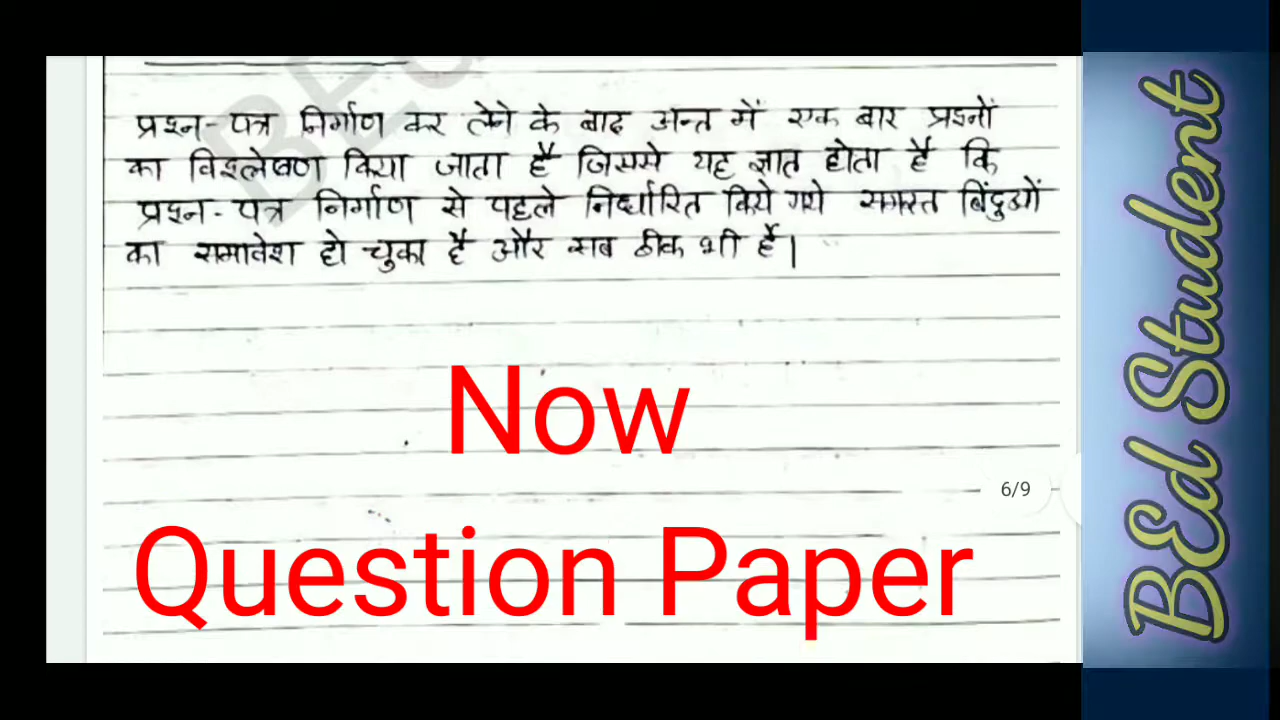 प्रश्न-पत्र निर्माण कर लेने के बाद अन्त में एक बार प्रश्नों
का विश्लेषण किया जाता है जिससे यह ज्ञात होता है कि
प्रश्न-पत्र निर्माण से पहले निर्धारित किये गये समस्त बिंदुओं
का समावेश हो चुका है और सब ठीक भी है।
Now
6/9
Question Paper
BEd Student